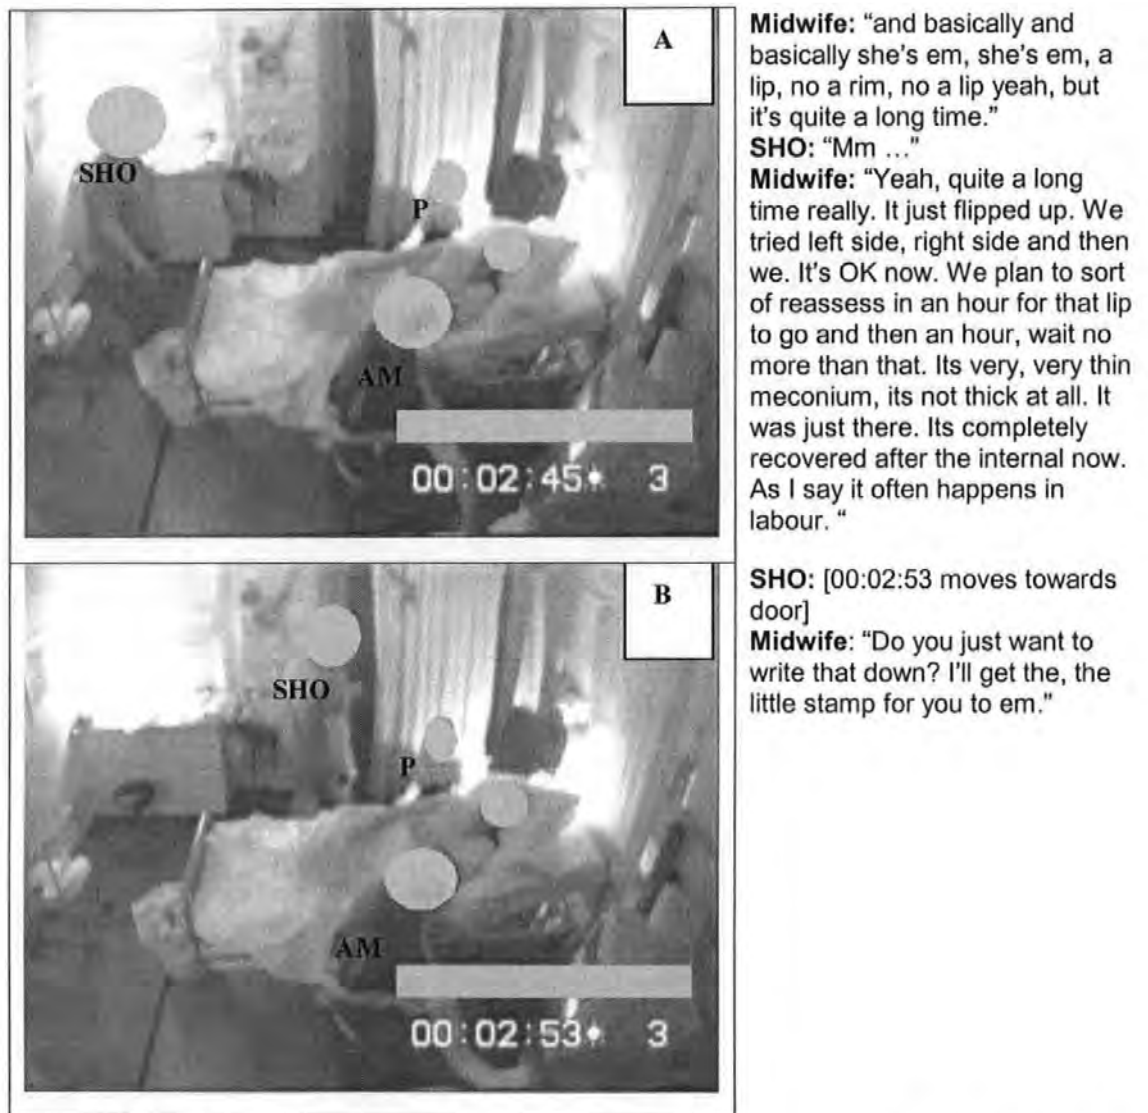 A
SHO
P
AM
00:02:45 3
Midwife: “and basically and
basically she's em, she's em, a
lip, no a rim, no a lip yeah, but
it's quite a long time.”
SHO: “Mm ...”
Midwife: “Yeah, quite a long
time really. It just flipped up. We
tried left side, right side and then
we. It's OK now. We plan to sort
of reassess in an hour for that lip
to go and then an hour, wait no
more than that. Its very, very thin
meconium, its not thick at all. It
was just there. Its completely
recovered after the internal now.
As I say it often happens in
labour. “
B
SHO
P
AM
00:02:53 3
SHO: [00:02:53 moves towards
door]
Midwife: “Do you just want to
write that down? I'll get the, the
little stamp for you to em.”